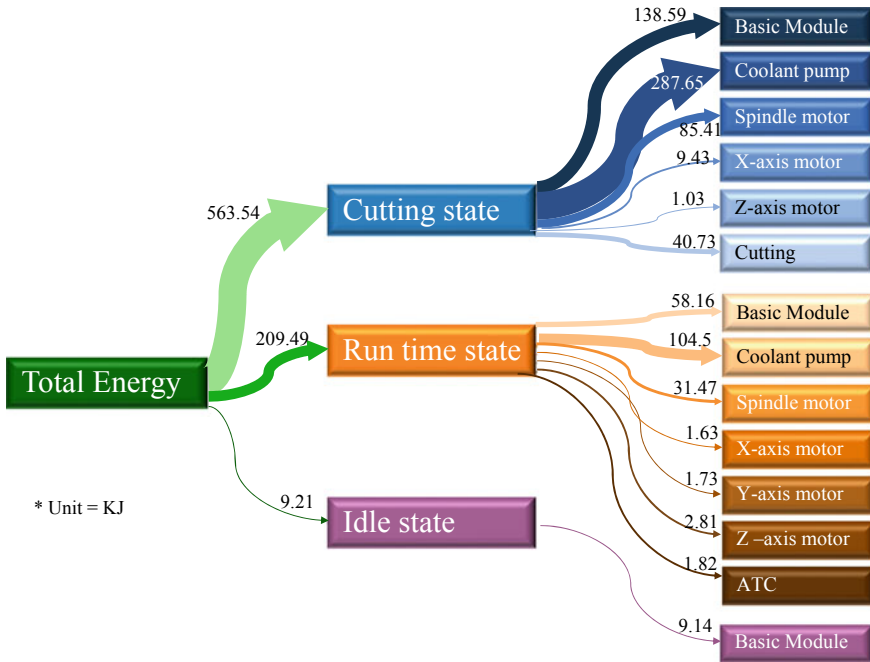 138.59
Basic Module
287.65
Coolant pump
85.41
Spindle motor
9.43
X-axis motor
1.03
Z-axis motor
40.73
Cutting
563.54
Cutting state
58.16
Basic Module
104.5
Coolant pump
209.49
Run time state
31.47
Spindle motor
1.63
X-axis motor
1.73
Y-axis motor
2.81
Z –axis motor
1.82
ATC
Total Energy
9.21
Idle state
9.14
Basic Module
* Unit = KJ